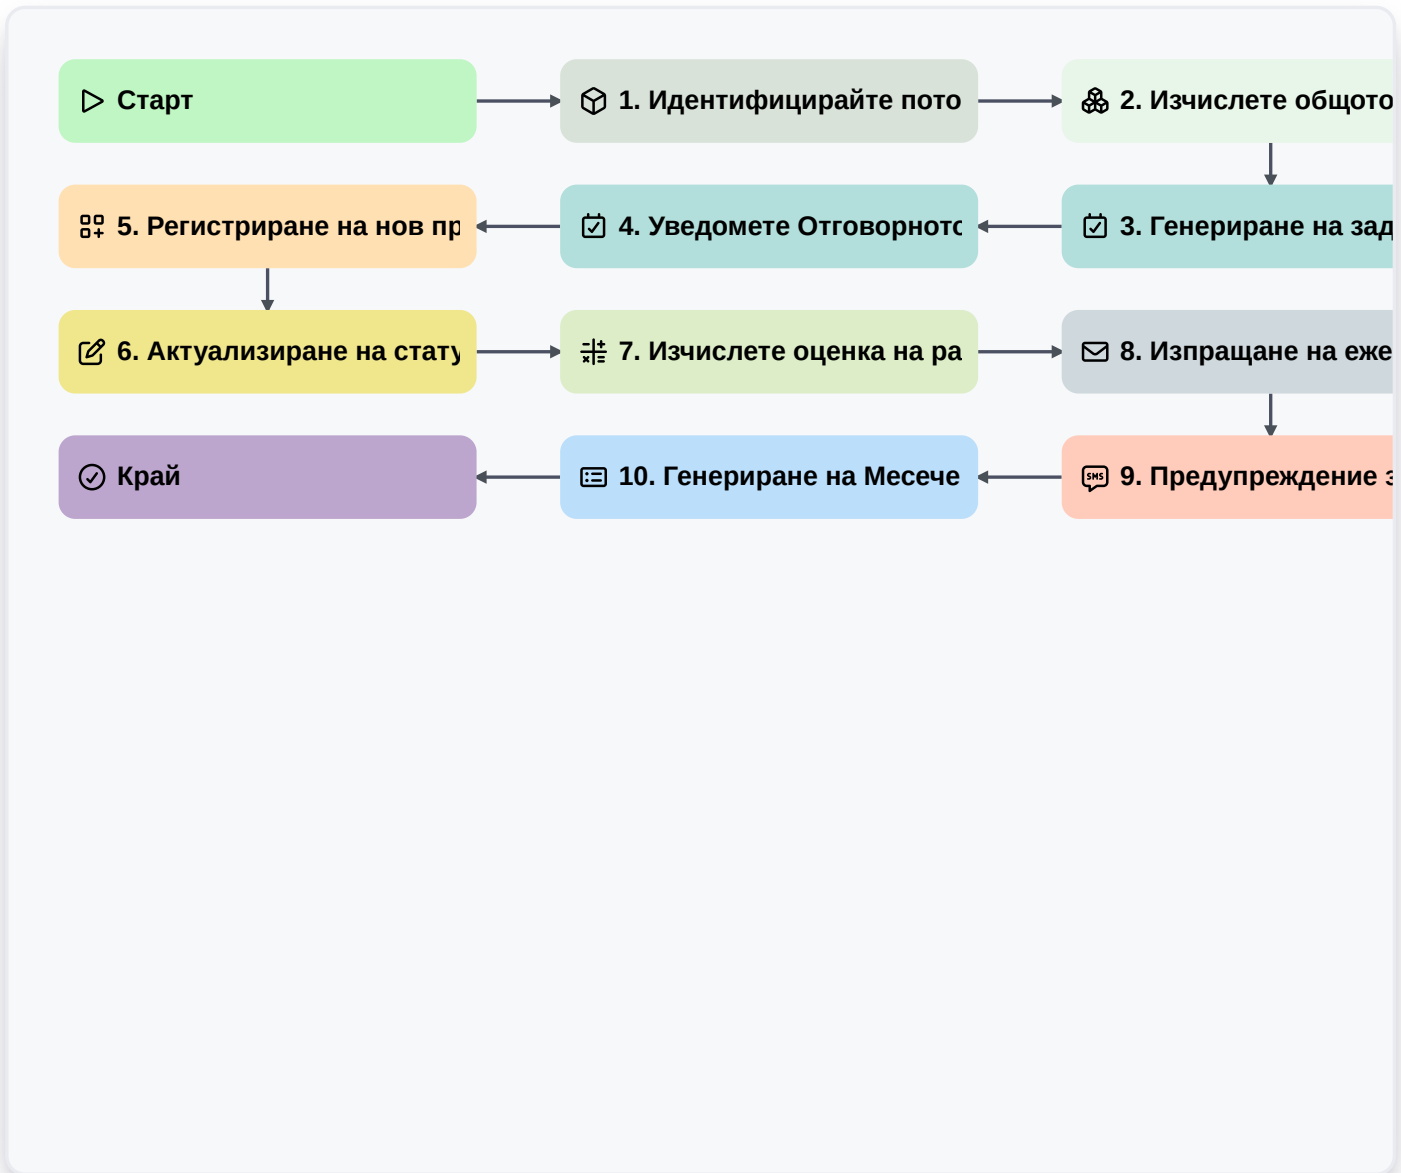 Старт
1. Идентифицирайте пото
2. Изчислете общото
5. Регистриране на нов пр
4. Уведомете Отговорното
3. Генериране на зад
6. Актуализиране на стату
7. Изчислете оценка на ра
8. Изпращане на еже
Край
10. Генериране на Месече
9. Предупреждение з
SMS